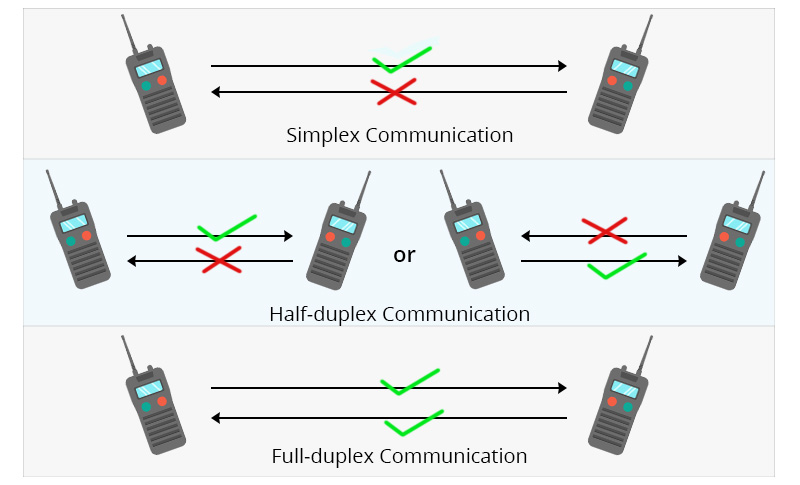 Simplex Communication
or
Half-duplex Communication
Full-duplex Communication